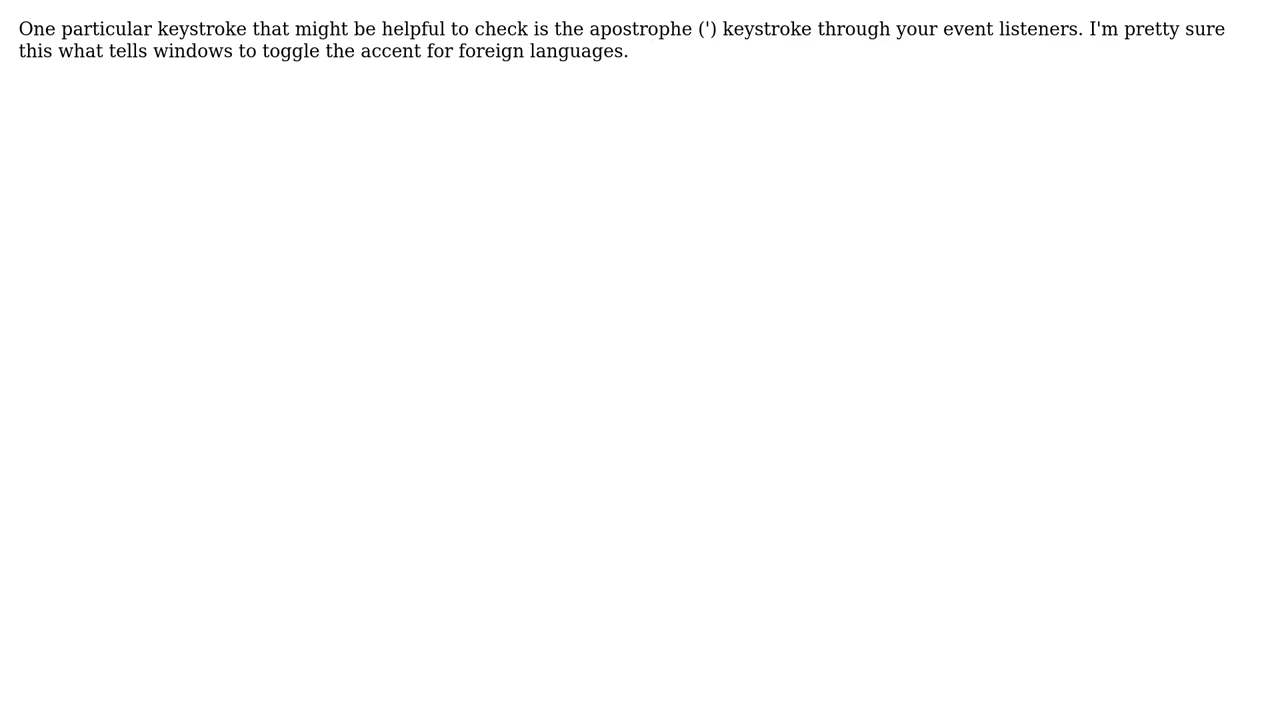 One particular keystroke that might be helpful to check is the apostrophe (') keystroke through your event listeners. I'm pretty sure
this what tells windows to toggle the accent for foreign languages.